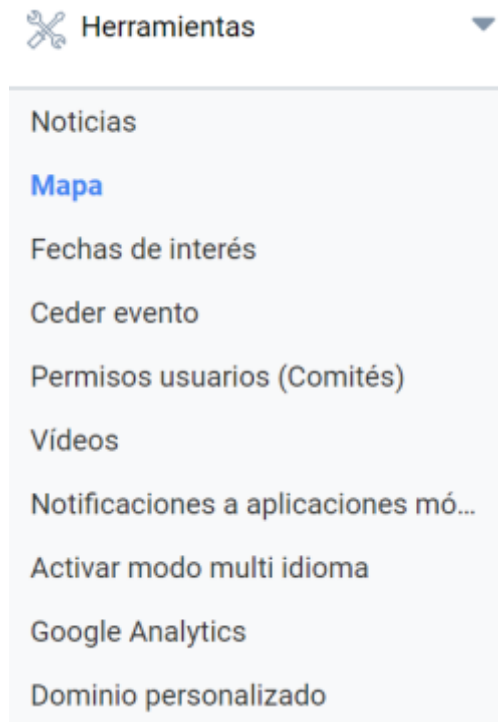 Herramientas
Noticias
Mapa
Fechas de interés
Ceder evento
Permisos usuarios (Comités)
Vídeos
Notificaciones a aplicaciones mó...
Activar modo multi idioma
Google Analytics
Dominio personalizado